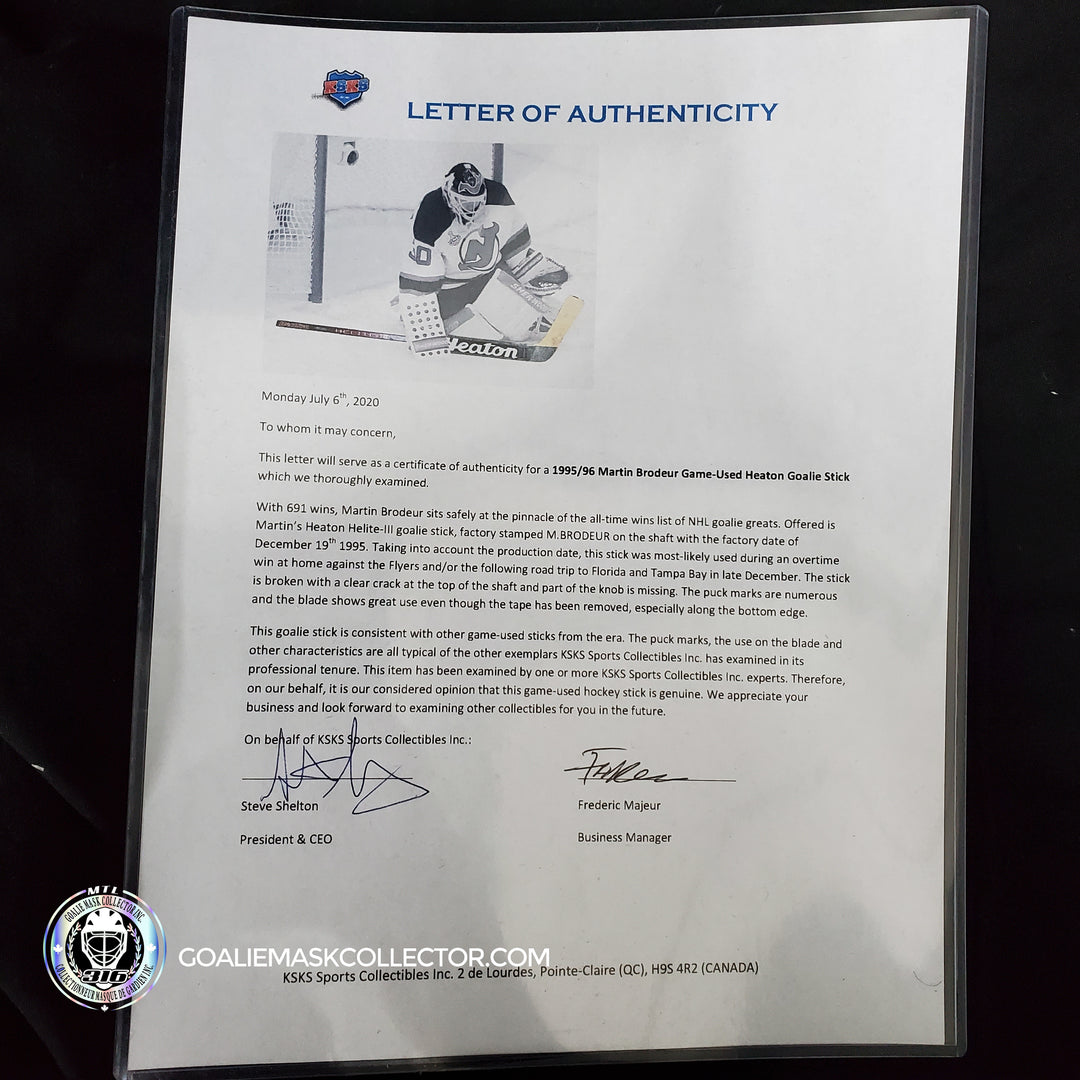 KSKS
LETTER OF AUTHENTICITY
Heaton
Monday July 6th, 2020
To whom it may concern,
This letter will serve as a certificate of authenticity for a 1995/96 Martin Brodeur Game-Used Heaton Goalie Stick
which we thoroughly examined.
With 691 wins, Martin Brodeur sits safely at the pinnacle of the all-time wins list of NHL goalie greats. Offered is
Martin's Heaton Helite-III goalie stick, factory stamped M.BRODEUR on the shaft with the factory date of
December 19th 1995. Taking into account the production date, this stick was most-likely used during an overtime
win at home against the Flyers and/or the following road trip to Florida and Tampa Bay in late December. The stick
is broken with a clear crack at the top of the shaft and part of the knob is missing. The puck marks are numerous
and the blade shows great use even though the tape has been removed, especially along the bottom edge.
This goalie stick is consistent with other game-used sticks from the era. The puck marks, the use on the blade and
other characteristics are all typical of the other exemplars KSKS Sports Collectibles Inc. has examined in its
professional tenure. This item has been examined by one or more KSKS Sports Collectibles Inc. experts. Therefore,
on our behalf, it is our considered opinion that this game-used hockey stick is genuine. We appreciate your
business and look forward to examining other collectibles for you in the future.
On behalf of KSKS Sports Collectibles Inc.:
Steve Shelton
Frederic Majeur
President & CEO
Business Manager
MTL
GOALIE MASK COLLECTOR INC.
316
COLLECTIONNEUR MASQUE DE GARDIEN INC.
GOALIEMASKCOLLECTOR.COM
KSKS Sports Collectibles Inc. 2 de Lourdes, Pointe-Claire (QC), H9S 4R2 (CANADA)